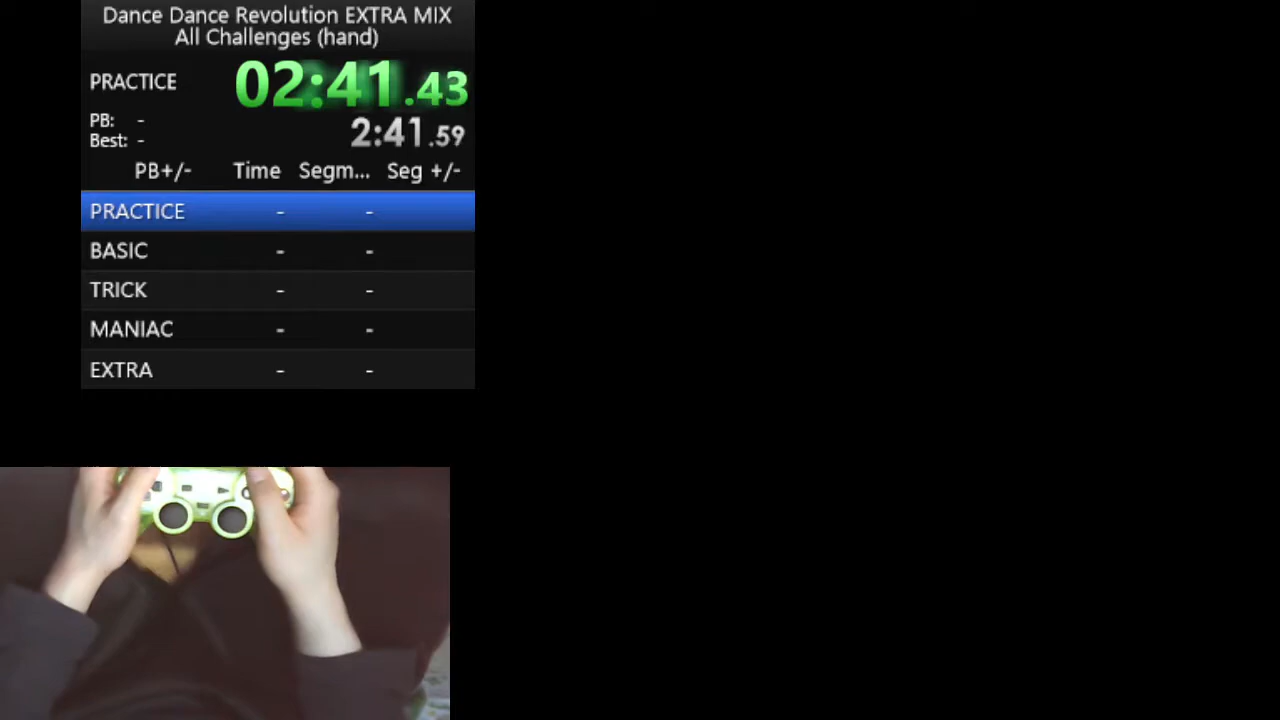 Dance Dance Revolution EXTRA MIX
All Challenges (hand)
PRACTICE 02:41.43
PB: -
Best: - 2:41.59
PB+/- Time Segm... Seg +/-
PRACTICE - -
BASIC - -
TRICK - -
MANIAC - -
EXTRA - -